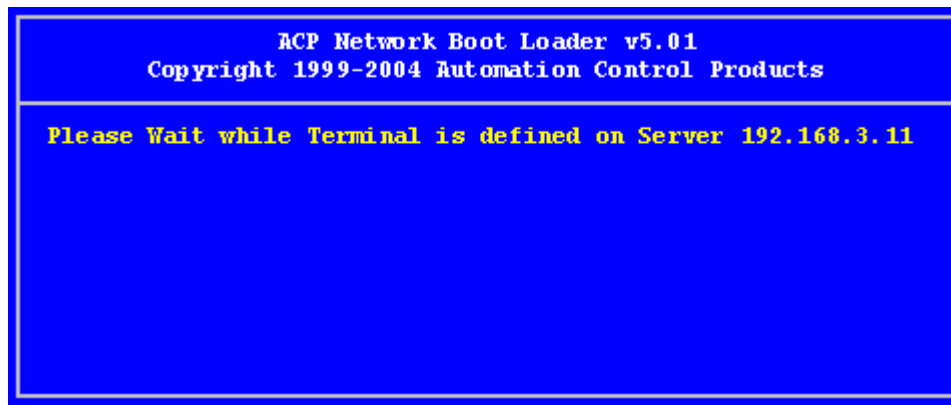 ACP Network Boot Loader v5.01
Copyright 1999-2004 Automation Control Products
Please Wait while Terminal is defined on Server 192.168.3.11